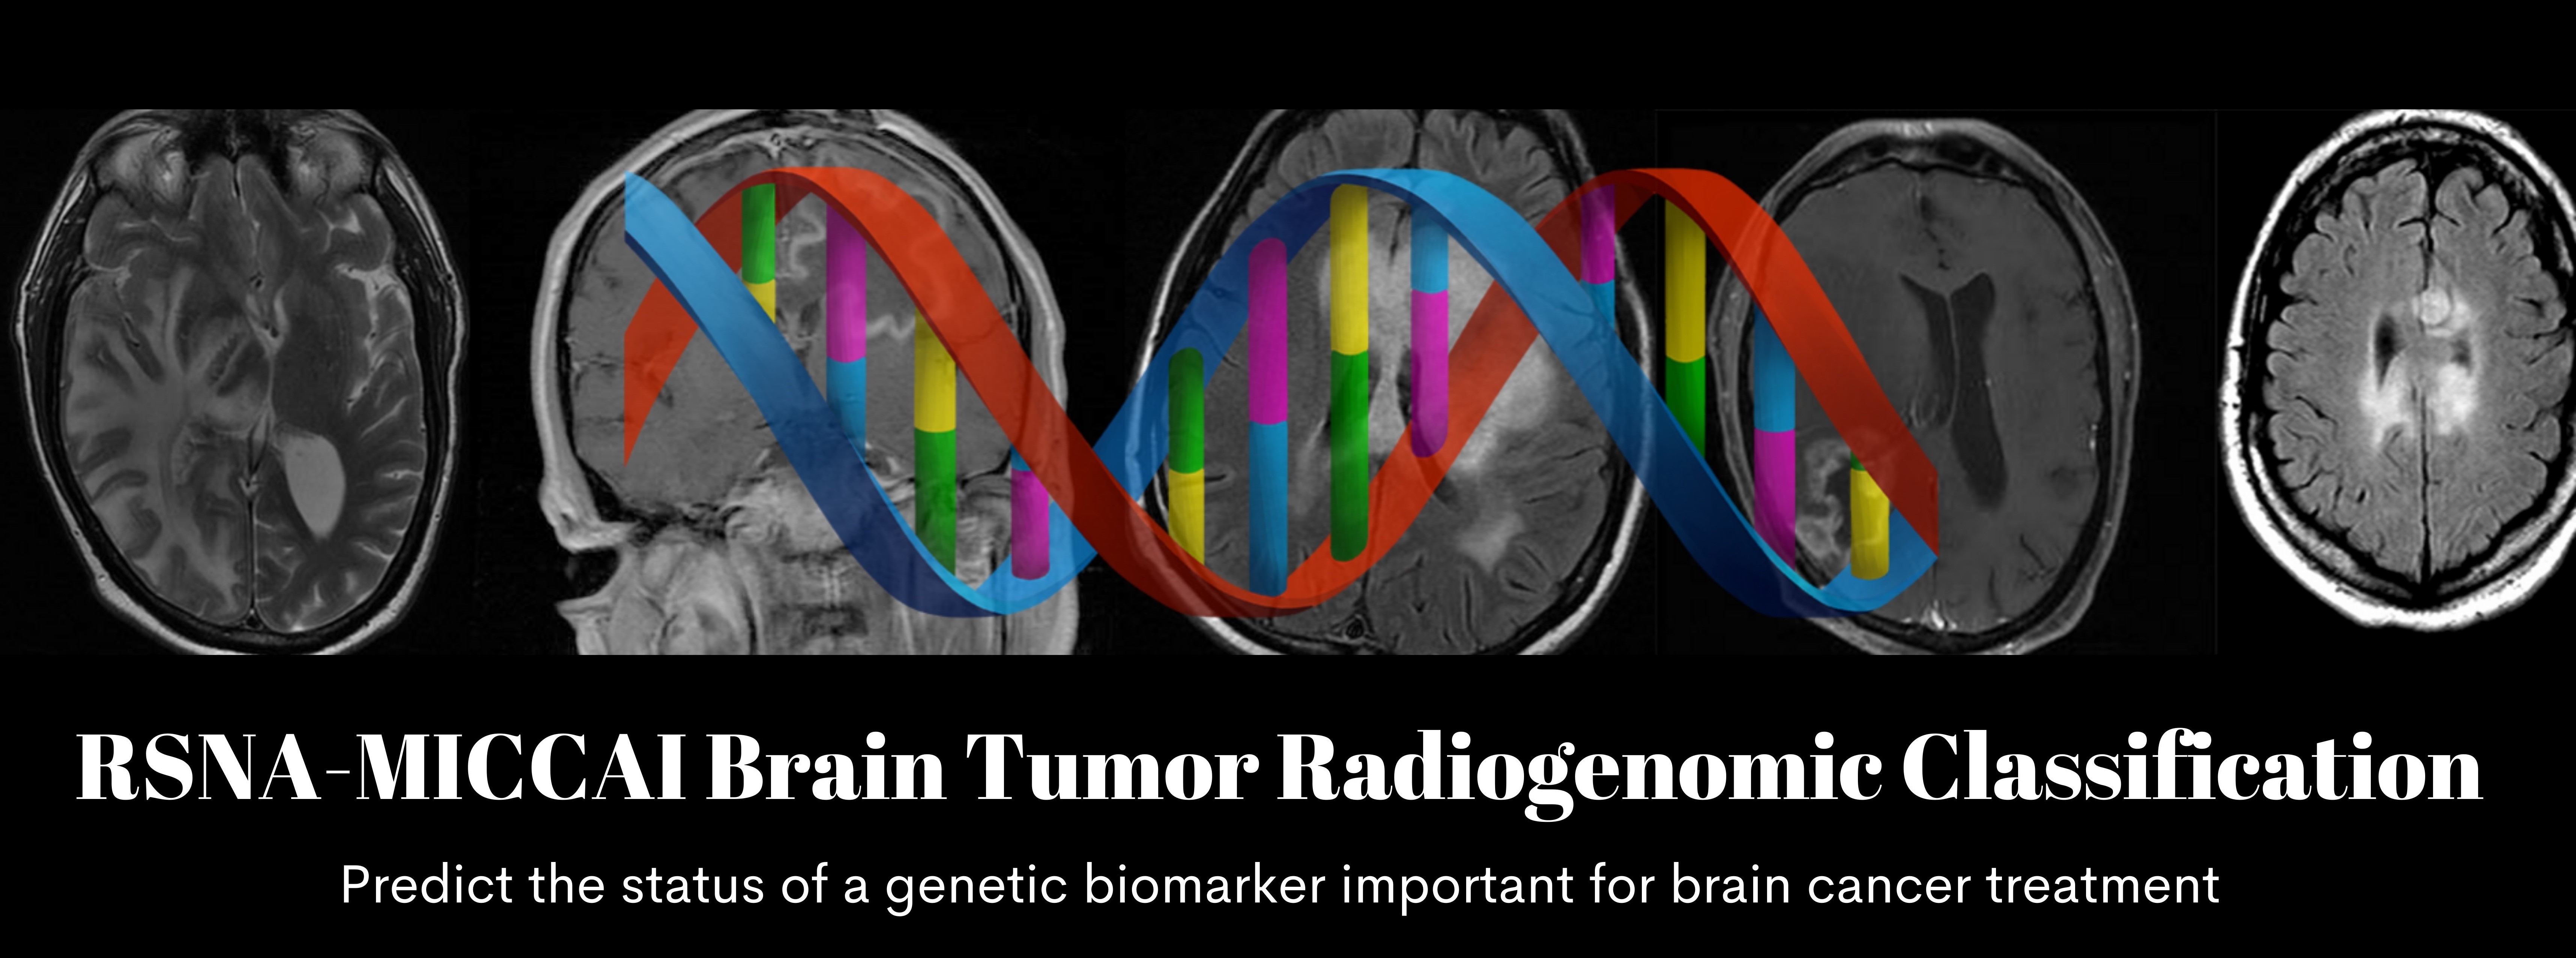 RSNA-MICCAI Brain Tumor Radiogenomic Classification
Predict the status of a genetic biomarker important for brain cancer treatment